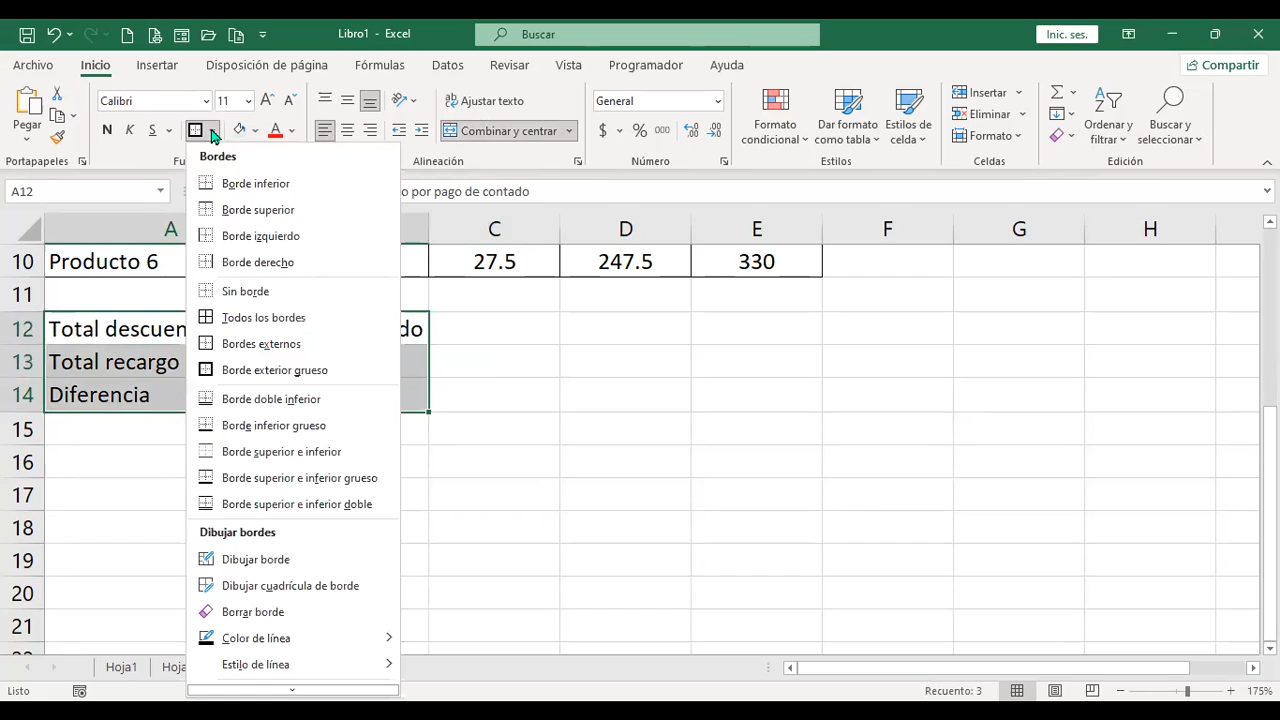 Libro1 - Excel
Buscar
Inic. ses.
Archivo
Inicio
Insertar
Disposición de página
Fórmulas
Datos
Revisar
Vista
Programador
Ayuda
Compartir
Pegar
Portapapeles
Calibri
11
N
K
S
Fu
Ajustar texto
Combinar y centrar
Alineación
General
$
%
000
Número
Formato condicional
Dar formato como tabla
Estilos de celda
Estilos
Insertar
Eliminar
Formato
Celdas
Ordenar y filtrar
Buscar y seleccionar
Edición
A12
o por pago de contado
A
C
D
E
F
G
H
10
Producto 6
27.5
247.5
330
11
12
Total descuen
do
13
Total recargo
14
Diferencia
15
16
17
18
19
20
21
Bordes
Borde inferior
Borde superior
Borde izquierdo
Borde derecho
Sin borde
Todos los bordes
Bordes externos
Borde exterior grueso
Borde doble inferior
Borde inferior grueso
Borde superior e inferior
Borde superior e inferior grueso
Borde superior e inferior doble
Dibujar bordes
Dibujar borde
Dibujar cuadrícula de borde
Borrar borde
Color de línea
Estilo de línea
Hoja1
Hoja
Listo
Recuento: 3
175%